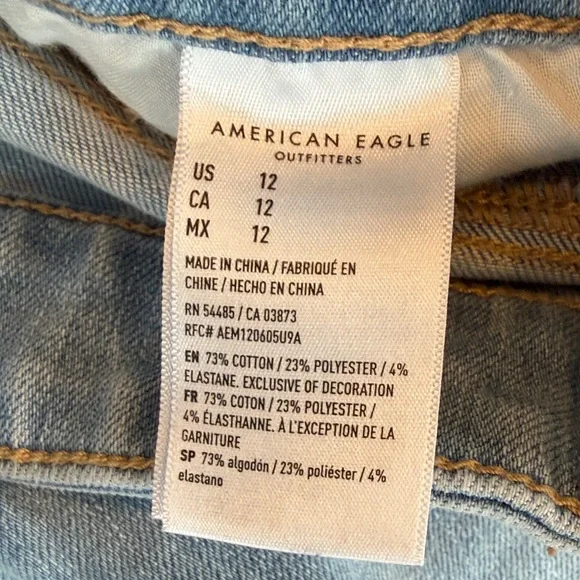 AMERICAN EAGLE
OUTFITTERS
US 12
CA 12
MX 12
MADE IN CHINA / FABRIQUÉ EN
CHINE / HECHO EN CHINA
RN 54485 / CA 03873
RFC# AEM120605U9A
EN 73% COTTON / 23% POLYESTER / 4%
ELASTANE. EXCLUSIVE OF DECORATION
FR 73% COTON / 23% POLYESTER /
4% ÉLASTHANNE. À L'EXCEPTION DE LA
GARNITURE
SP 73% algodón / 23% poliéster / 4%
elastano